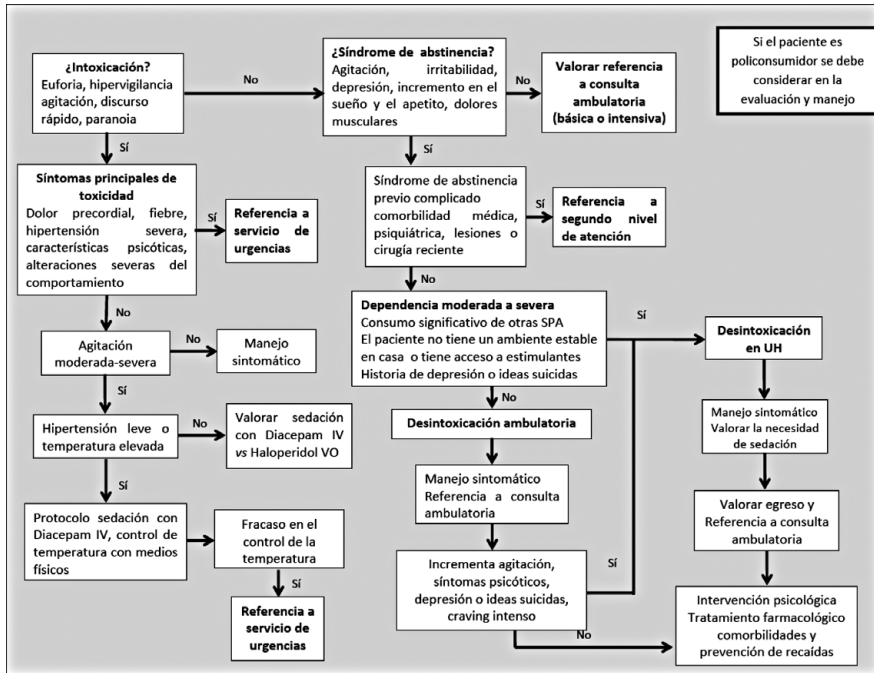 ¿Intoxicación?
Euforia, hipervigilancia
agitación, discurso
rápido, paranoia
No
¿Síndrome de abstinencia?
Agitación, irritabilidad,
depresión, incremento en el
sueño y el apetito, dolores
musculares
No
Valorar referencia
a consulta
ambulatoria
(básica o intensiva)
Si el paciente es
policonsumidor se debe
considerar en la
evaluación y manejo
Sí
Síntomas principales de
toxicidad
Dolor precordial, fiebre,
hipertensión severa,
características psicóticas,
alteraciones severas del
comportamiento
Sí
Referencia a
servicio de
urgencias
Sí
Síndrome de abstinencia
previo complicado
comorbilidad médica,
psiquiátrica, lesiones o
cirugía reciente
Sí
Referencia a
segundo nivel
de atención
No
Agitación
moderada-severa
No
Manejo
sintomático
No
Dependencia moderada a severa
Consumo significativo de otras SPA
El paciente no tiene un ambiente estable
en casa o tiene acceso a estimulantes
Historia de depresión o ideas suicidas
Sí
Desintoxicación
en UH
Sí
Hipertensión leve o
temperatura elevada
No
Valorar sedación
con Diacepam IV
vs Haloperidol VO
No
Desintoxicación ambulatoria
Manejo sintomático
Valorar la necesidad
de sedación
Sí
Protocolo sedación con
Diacepam IV, control de
temperatura con medios
físicos
Fracaso en el
control de la
temperatura
Sí
Referencia a
servicio de
urgencias
Manejo sintomático
Referencia a consulta
ambulatoria
Valorar egreso y
Referencia a consulta
ambulatoria
Incrementa agitación,
síntomas psicóticos,
depresión o ideas suicidas,
craving intenso
Sí
No
Intervención psicológica
Tratamiento farmacológico
comorbilidades y
prevención de recaídas